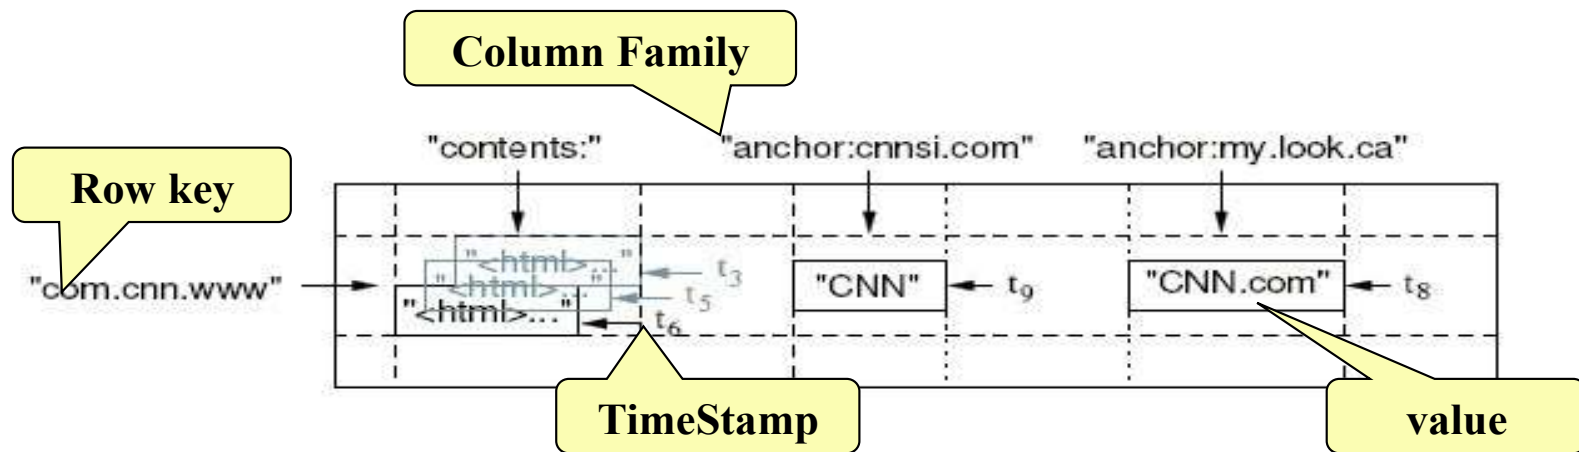 Column Family
"contents:" "anchor:cnnsi.com" "anchor:my.look.ca"
Row key
"<html>..." t3
"com.cnn.www" "<html>..." t5 "CNN" t9 "CNN.com" t8
"<html>..." t6
TimeStamp value